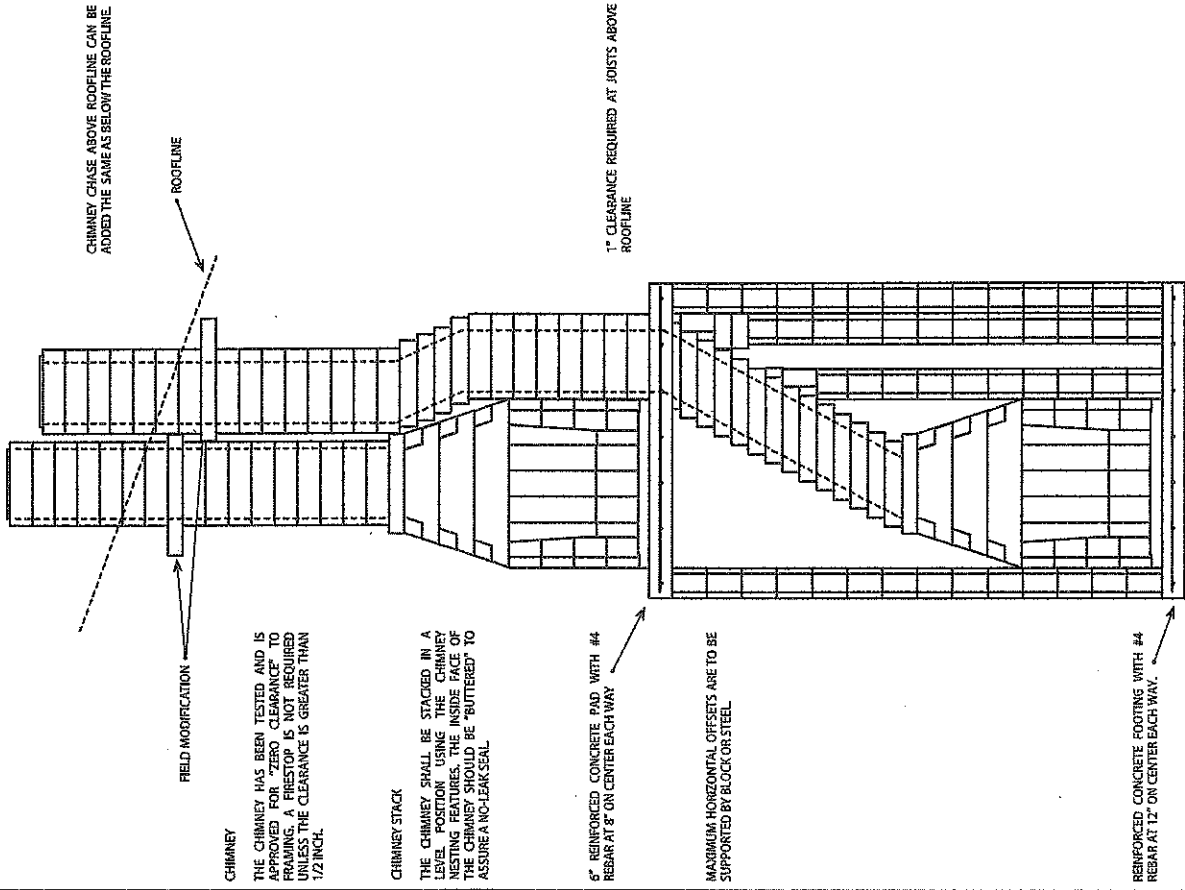 CHIMNEY CHASE ABOVE ROOFLINE CAN BE
ADDED THE SAME AS BELOW THE ROOFLINE.
ROOFLINE
1" CLEARANCE REQUIRED AT JOISTS ABOVE
ROOFLINE
FIELD MODIFICATION
CHIMNEY
THE CHIMNEY HAS BEEN TESTED AND IS
APPROVED FOR "ZERO CLEARANCE" TO
FRAMING. A FIRESTOP IS NOT REQUIRED
UNLESS THE CLEARANCE IS GREATER THAN
1/2 INCH.
CHIMNEY STACK
THE CHIMNEY SHALL BE STACKED IN A
LEVEL POSITION USING THE CHIMNEY
NESTING FEATURES. THE INSIDE FACE OF
THE CHIMNEY SHOULD BE "BUTTERED" TO
ASSURE A NO-LEAK SEAL.
6" REINFORCED CONCRETE PAD WITH #4
REBAR AT 8" ON CENTER EACH WAY
MAXIMUM HORIZONTAL OFFSETS ARE TO BE
SUPPORTED BY BLOCK OR STEEL.
REINFORCED CONCRETE FOOTING WITH #4
REBAR AT 12" ON CENTER EACH WAY.